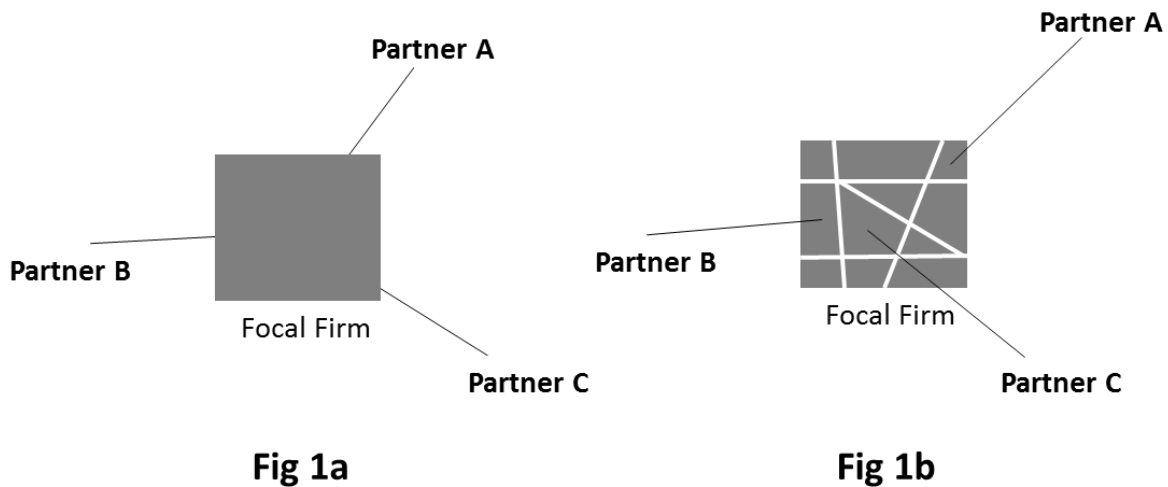 Partner A
Partner B
Focal Firm
Partner C
Fig 1a
Partner A
Partner B
Focal Firm
Partner C
Fig 1b